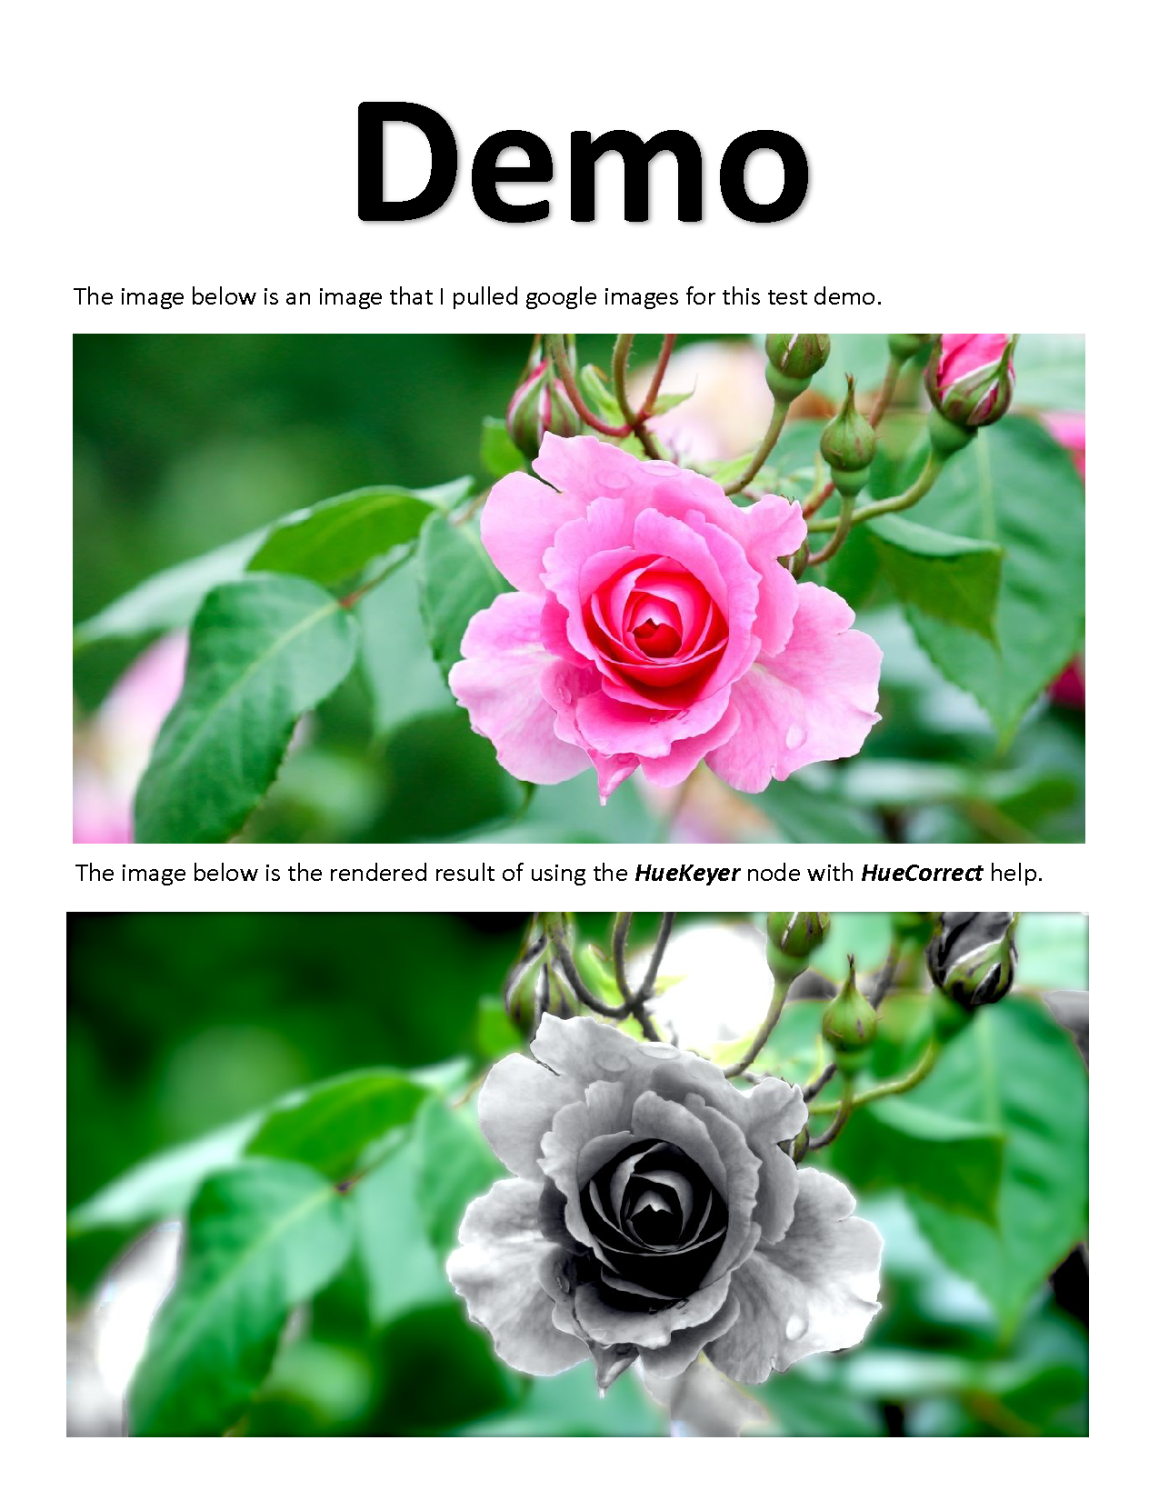 Demo
The image below is an image that I pulled google images for this test demo.
The image below is the rendered result of using the HueKeyer node with HueCorrect help.